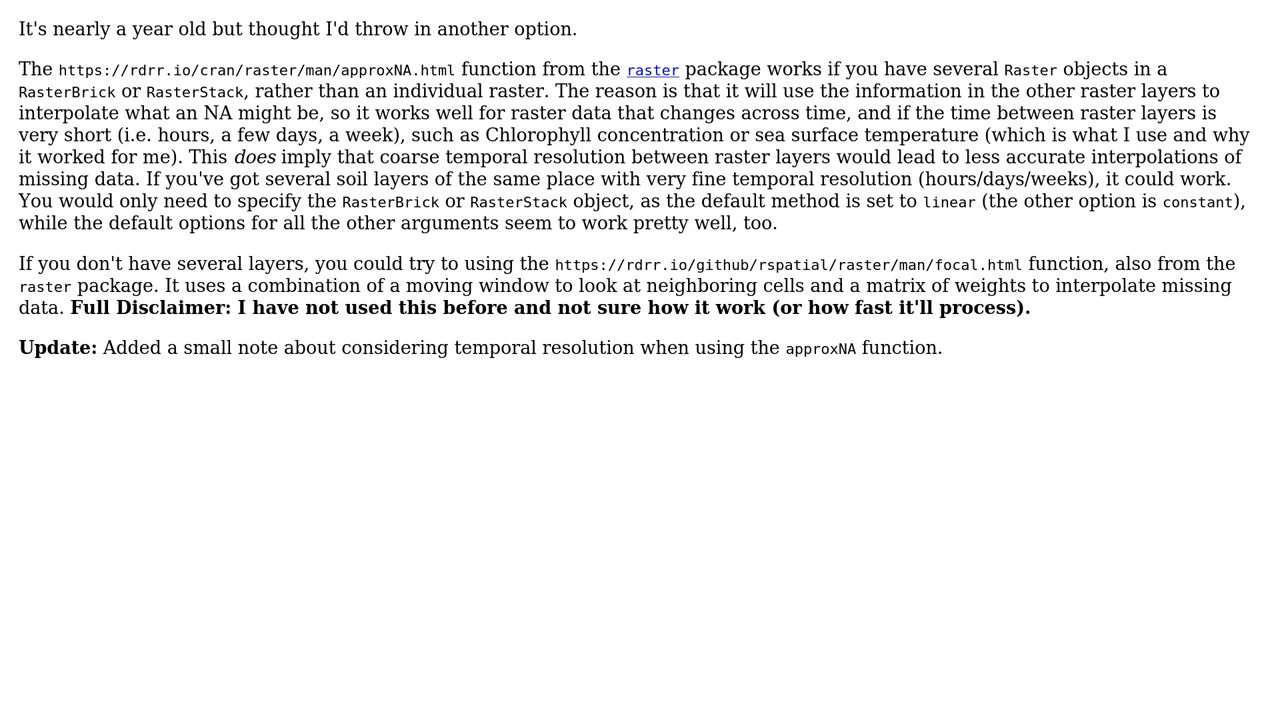 It's nearly a year old but thought I'd throw in another option.
The https://rdrr.io/cran/raster/man/approxNA.html function from the raster package works if you have several Raster objects in a
RasterBrick or RasterStack, rather than an individual raster. The reason is that it will use the information in the other raster layers to
interpolate what an NA might be, so it works well for raster data that changes across time, and if the time between raster layers is
very short (i.e. hours, a few days, a week), such as Chlorophyll concentration or sea surface temperature (which is what I use and why
it worked for me). This does imply that coarse temporal resolution between raster layers would lead to less accurate interpolations of
missing data. If you've got several soil layers of the same place with very fine temporal resolution (hours/days/weeks), it could work.
You would only need to specify the RasterBrick or RasterStack object, as the default method is set to linear (the other option is constant),
while the default options for all the other arguments seem to work pretty well, too.
If you don't have several layers, you could try to using the https://rdrr.io/github/rspatial/raster/man/focal.html function, also from the
raster package. It uses a combination of a moving window to look at neighboring cells and a matrix of weights to interpolate missing
data. Full Disclaimer: I have not used this before and not sure how it work (or how fast it'll process).
Update: Added a small note about considering temporal resolution when using the approxNA function.